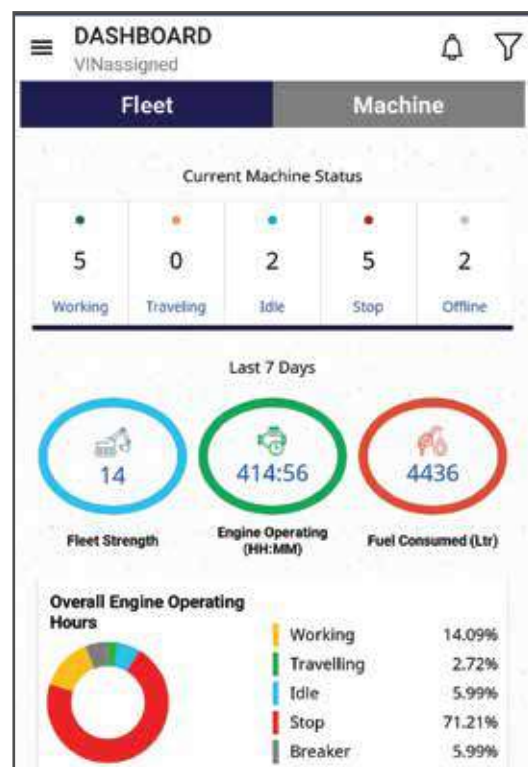 DASHBOARD
VINassigned
Fleet Machine
Current Machine Status
5 0 2 5 2
Working Traveling Idle Stop Offline
Last 7 Days
14 414:56 4436
Fleet Strength Engine Operating (HH:MM) Fuel Consumed (Ltr)
Overall Engine Operating
Hours
Working 14.09%
Travelling 2.72%
Idle 5.99%
Stop 71.21%
Breaker 5.99%